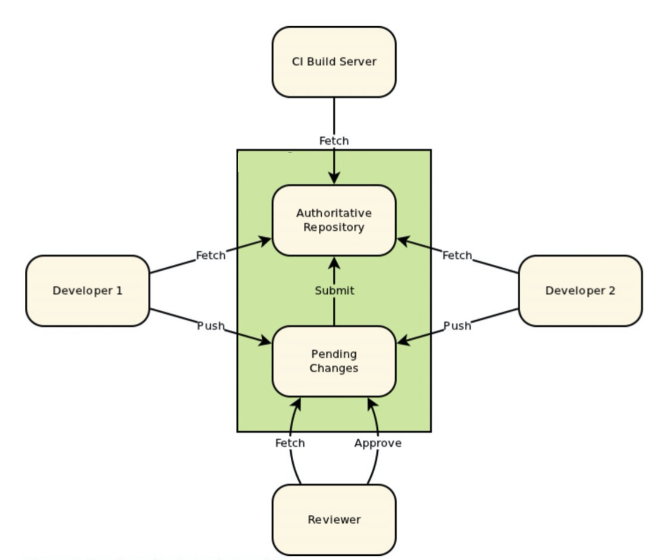 CI Build Server
Fetch
Authoritative
Repository
Fetch
Fetch
Developer 1
Submit
Developer 2
Push
Push
Pending
Changes
Fetch
Approve
Reviewer